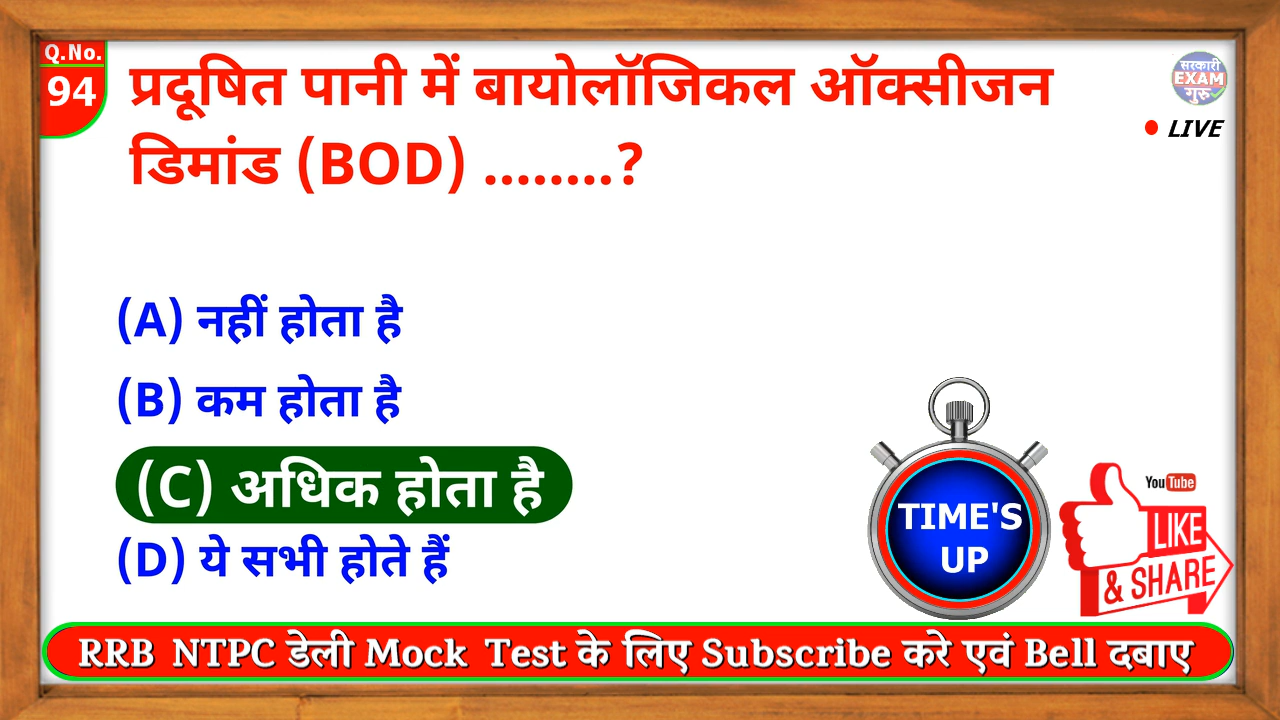 Q.No.
94
प्रदूषित पानी में बायोलॉजिकल ऑक्सीजन
डिमांड (BOD) ........?
सरकारी
EXAM
गुरु
LIVE
(A) नहीं होता है
(B) कम होता है
(C) अधिक होता है
(D) ये सभी होते हैं
TIME'S
UP
YouTube
LIKE
& SHARE
RRB NTPC डेली Mock Test के लिए Subscribe करे एवं Bell दबाए